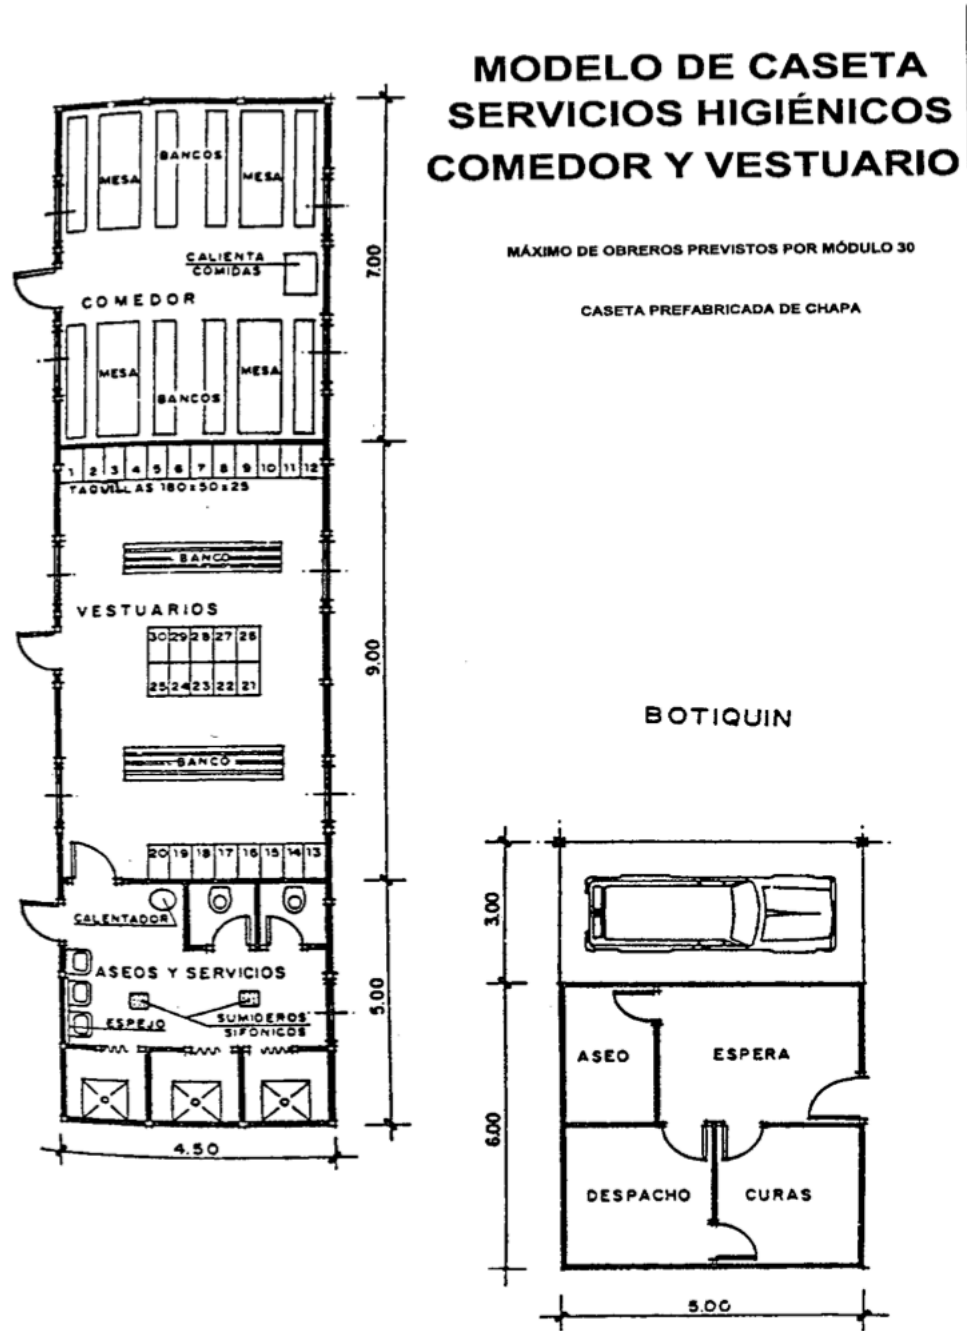 MODELO DE CASETA
SERVICIOS HIGIÉNICOS
COMEDOR Y VESTUARIO
MÁXIMO DE OBREROS PREVISTOS POR MÓDULO 30
CASETA PREFABRICADA DE CHAPA
BANCOS
MESA
MESA
CALIENTA
COMIDAS
COMEDOR
7.00
MESA
MESA
BANCOS
1 2 3 4 5 6 7 8 9 10 11 12
TAQUILLAS 180x50x25
BANCO
VESTUARIOS
30 29 28 27 26
25 24 23 22 21
9.00
BANCO
20 19 18 17 16 15 14 13
CALENTADOR
ASEOS Y SERVICIOS
ESPEJO
SUMIDEROS
SIFONICOS
5.00
4.50
BOTIQUIN
3.00
ASEO
ESPERA
6.00
DESPACHO
CURAS
5.00